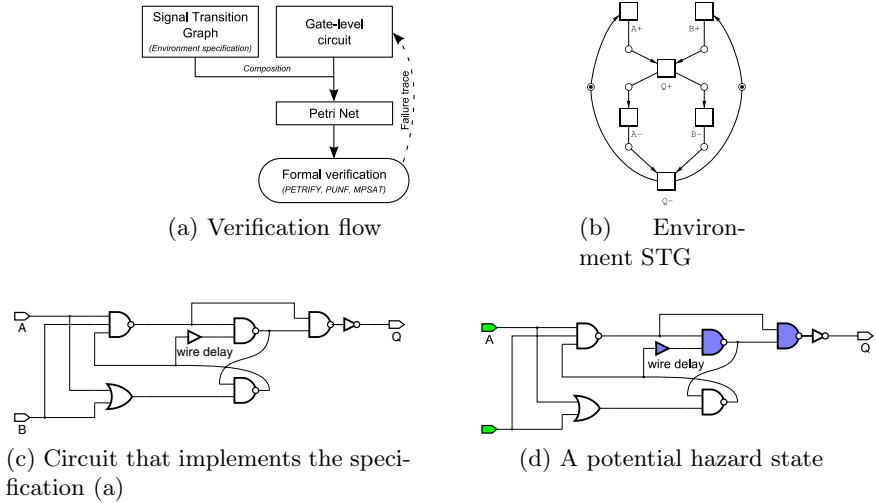 Signal Transition
Graph
(Environment specification)
Gate-level
circuit
Composition
Failure trace
Petri Net
Formal verification
(PETRIFY, PUNF, MPSAT)
(a) Verification flow
A+
B+
Q+
A-
B-
Q-
(b) Environ-
ment STG
A
wire delay
Q
B
(c) Circuit that implements the speci-
fication (a)
A
wire delay
Q
(d) A potential hazard state